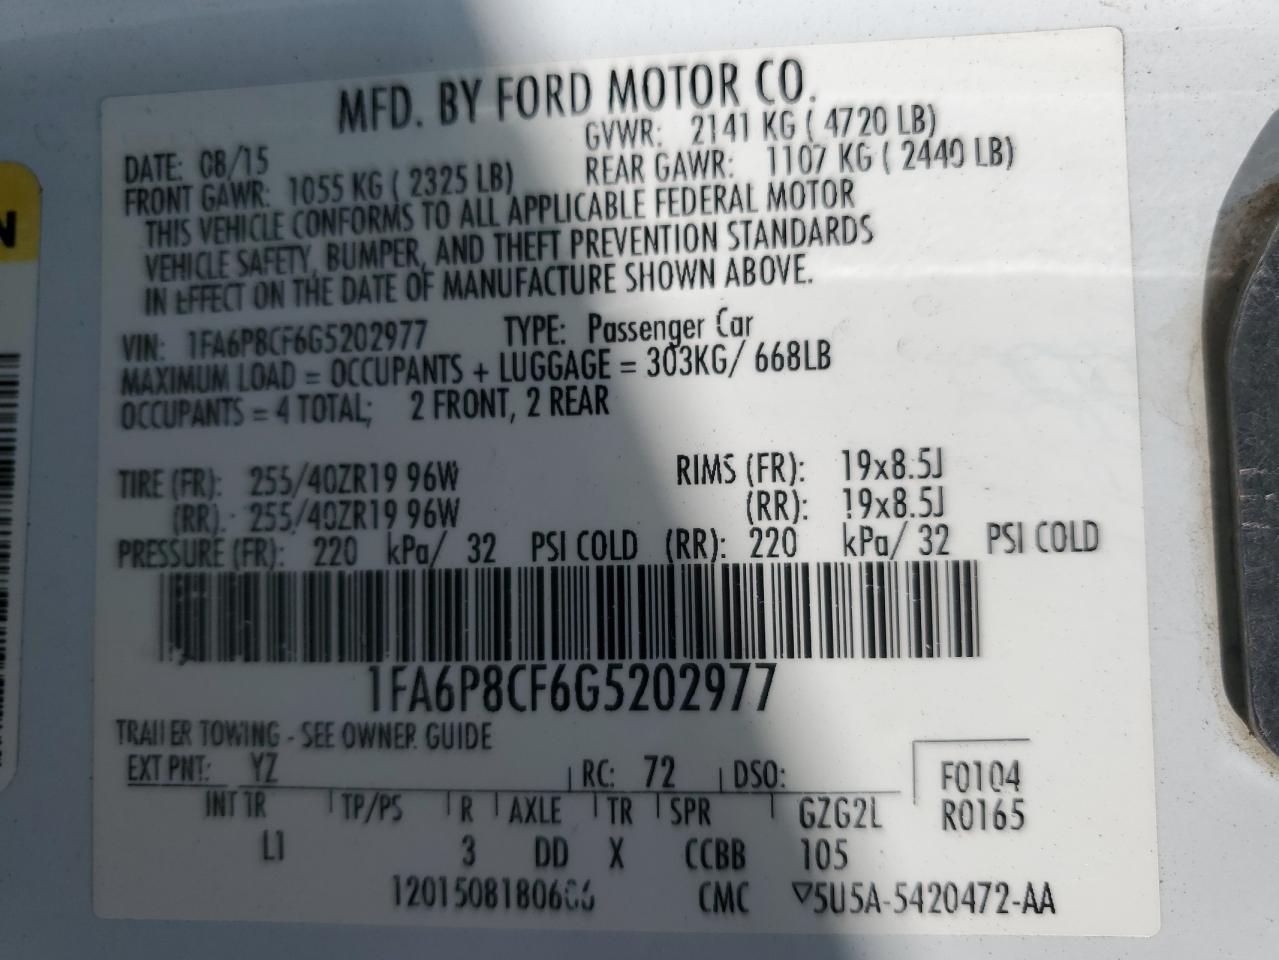 MFD. BY FORD MOTOR CO.
DATE: 08/15 GVWR: 2141 KG ( 4720 LB)
FRONT GAWR: 1055 KG ( 2325 LB) REAR GAWR: 1107 KG ( 2440 LB)
THIS VEHICLE CONFORMS TO ALL APPLICABLE FEDERAL MOTOR
VEHICLE SAFETY, BUMPER, AND THEFT PREVENTION STANDARDS
IN EFFECT ON THE DATE OF MANUFACTURE SHOWN ABOVE.
VIN: 1FA6P8CF6G5202977 TYPE: Passenger Car
MAXIMUM LOAD = OCCUPANTS + LUGGAGE = 303KG/ 668LB
OCCUPANTS = 4 TOTAL; 2 FRONT, 2 REAR
TIRE (FR): 255/40ZR19 96W RIMS (FR): 19x8.5J
(RR): 255/40ZR19 96W (RR): 19x8.5J
PRESSURE (FR): 220 kPa/ 32 PSI COLD (RR): 220 kPa/ 32 PSI COLD
1FA6P8CF6G5202977
TRAILER TOWING - SEE OWNER GUIDE
EXT PNT: YZ RC: 72 DSO: F0104
INT TR TP/PS R AXLE TR SPR GZG2L R0165
LI 3 DD X CCBB 105
CMC ▽5U5A-5420472-AA
N